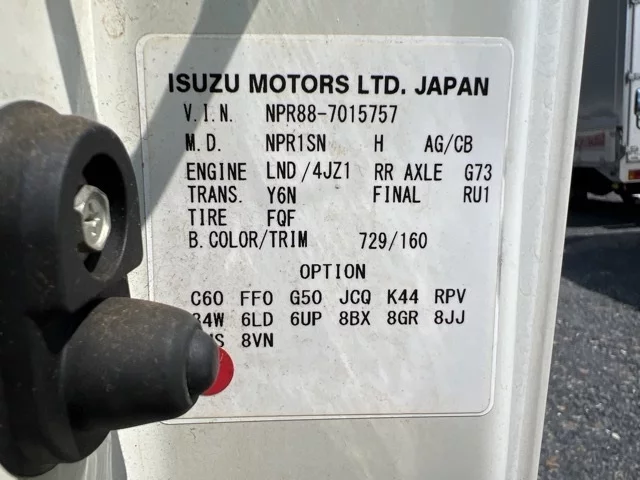 ISUZU MOTORS LTD. JAPAN
V.I.N. NPR88-7015757
M.D. NPR1SN H AG/CB
ENGINE LND/4JZ1 RR AXLE G73
TRANS. Y6N FINAL RU1
TIRE FQF
B.COLOR/TRIM 729/160
OPTION
C60 FF0 G50 JCQ K44 RPV
6LD 6UP 8BX 8GR 8JJ
8VN